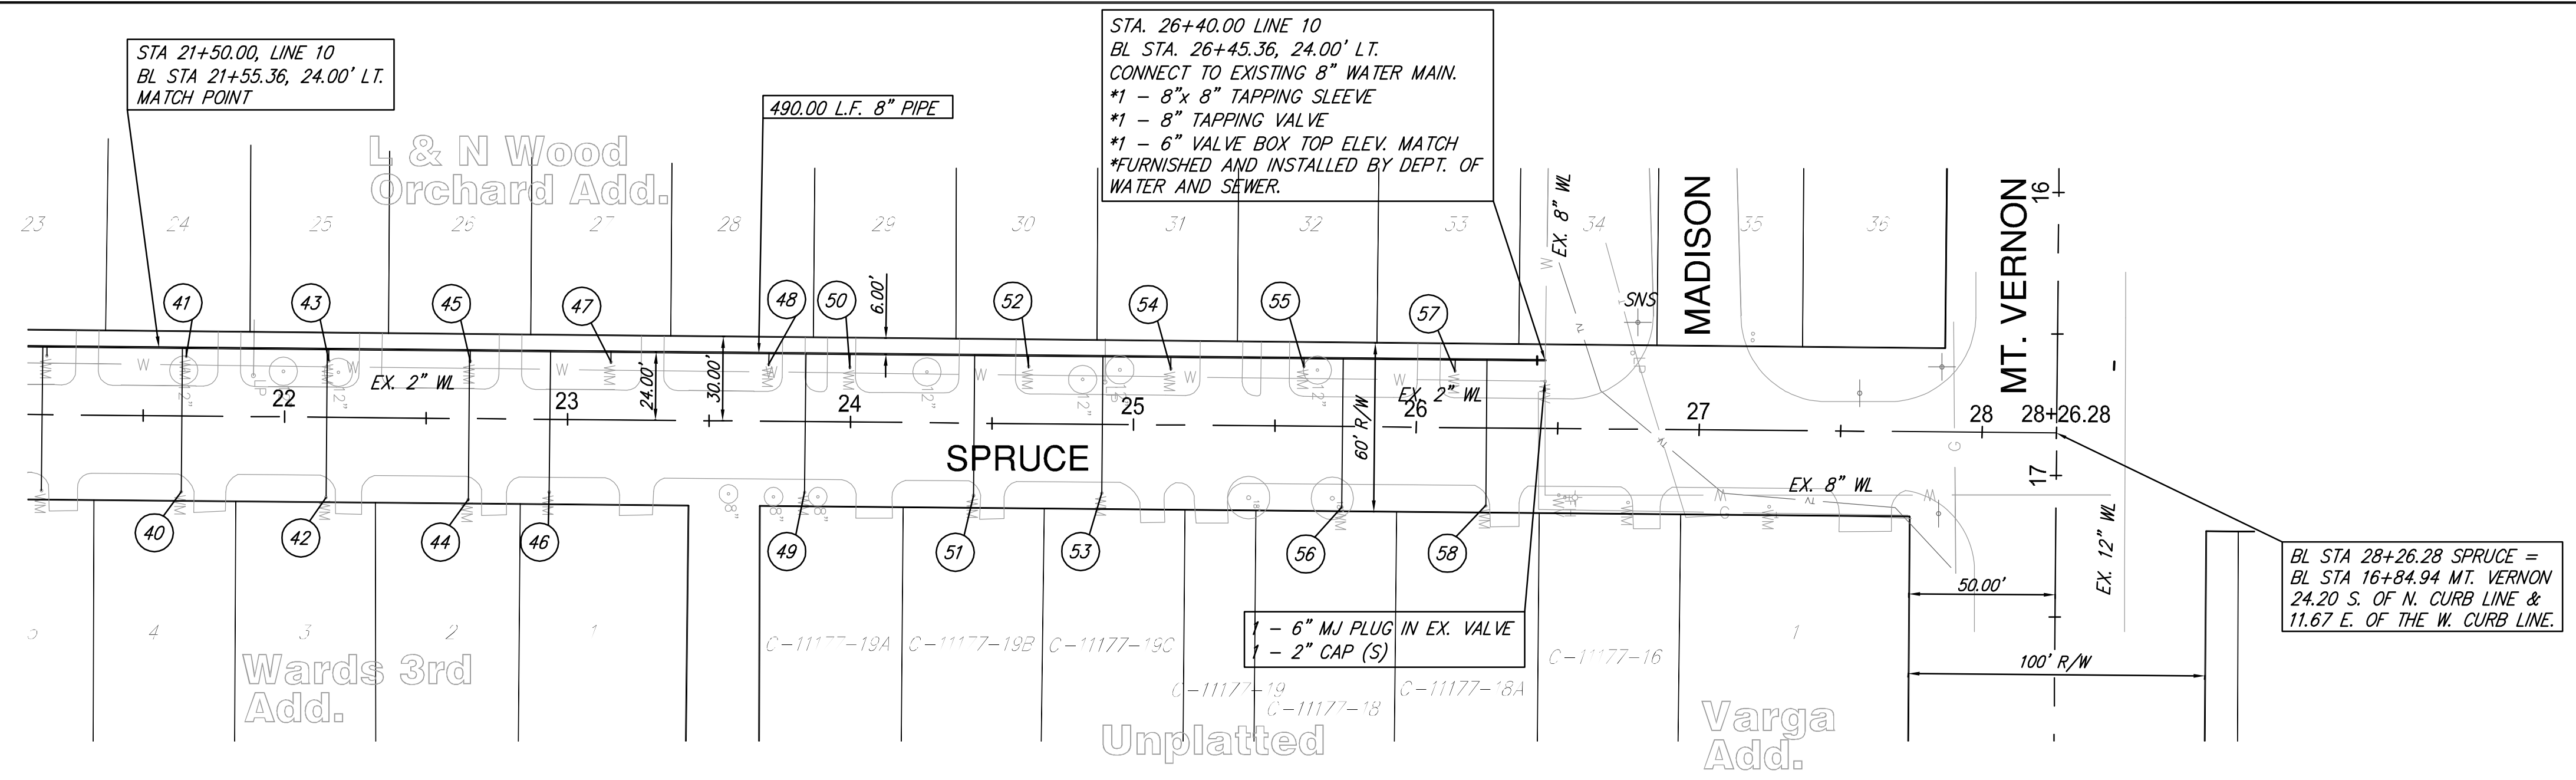 STA 21+50.00, LINE 10
BL STA 21+55.36, 24.00' LT.
MATCH POINT
490.00 L.F. 8" PIPE
STA. 26+40.00 LINE 10
BL STA. 26+45.36, 24.00' LT.
CONNECT TO EXISTING 8" WATER MAIN.
*1 - 8"x 8" TAPPING SLEEVE
*1 - 8" TAPPING VALVE
*1 - 6" VALVE BOX TOP ELEV. MATCH
*FURNISHED AND INSTALLED BY DEPT. OF
WATER AND SEWER.
L & N Wood
Orchard Add.
23 24 25 26 27 28 29 30 31 32 33 34 35 36
EX. 8" WL
MADISON
MT. VERNON
16
SNS
41 43 45 47 48 50 52 54 55 57
6.00'
24.00'
30.00'
60' R/W
EX. 2" WL
EX. 2" WL
22 23 24 25 26 27 28 28+26.28
SPRUCE
17
EX. 8" WL
EX. 12" WL
40 42 44 46 49 51 53 56 58
BL STA 28+26.28 SPRUCE =
BL STA 16+84.94 MT. VERNON
24.20 S. OF N. CURB LINE &
11.67 E. OF THE W. CURB LINE.
50.00'
100' R/W
1 - 6" MJ PLUG IN EX. VALVE
1 - 2" CAP (S)
4 3 2 1
C-11177-19A C-11177-19B C-11177-19C
C-11177-19
C-11177-18
C-11177-18A
C-11177-16
1
Wards 3rd
Add.
Unplatted
Varga
Add.